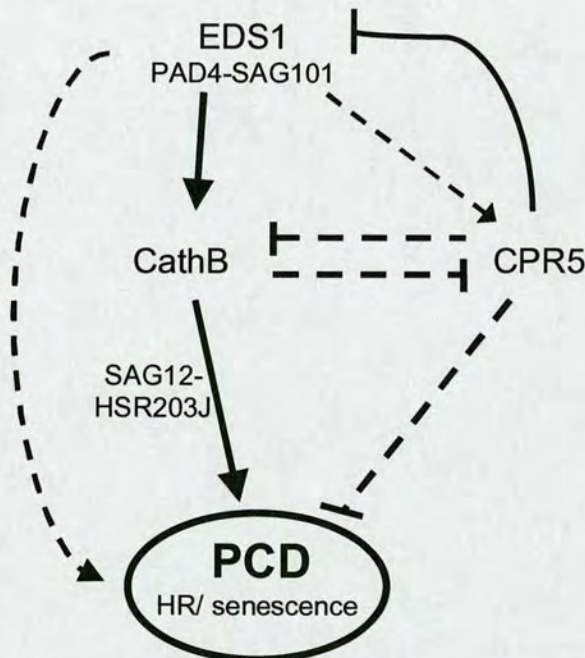 EDS1
PAD4-SAG101
CathB
CPR5
SAG12-
HSR203J
PCD
HR/ senescence